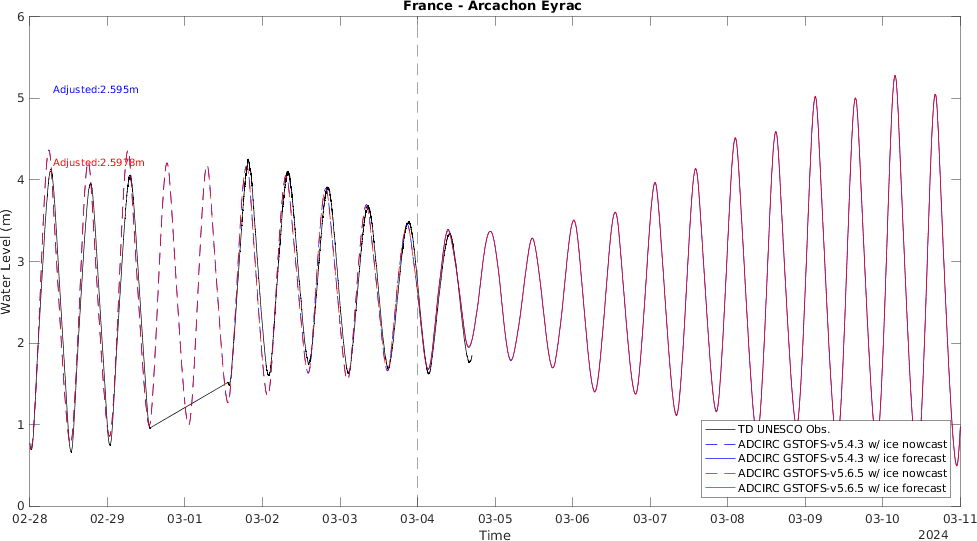 France - Arcachon Eyrac
6
5
4
3
2
1
0
Water Level (m)
Adjusted:2.595m
Adjusted:2.5978m
TD UNESCO Obs.
ADCIRC GSTOFS-v5.4.3 w/ ice nowcast
ADCIRC GSTOFS-v5.4.3 w/ ice forecast
ADCIRC GSTOFS-v5.6.5 w/ ice nowcast
ADCIRC GSTOFS-v5.6.5 w/ ice forecast
02-28 02-29 03-01 03-02 03-03 03-04 03-05 03-06 03-07 03-08 03-09 03-10 03-11
Time
2024